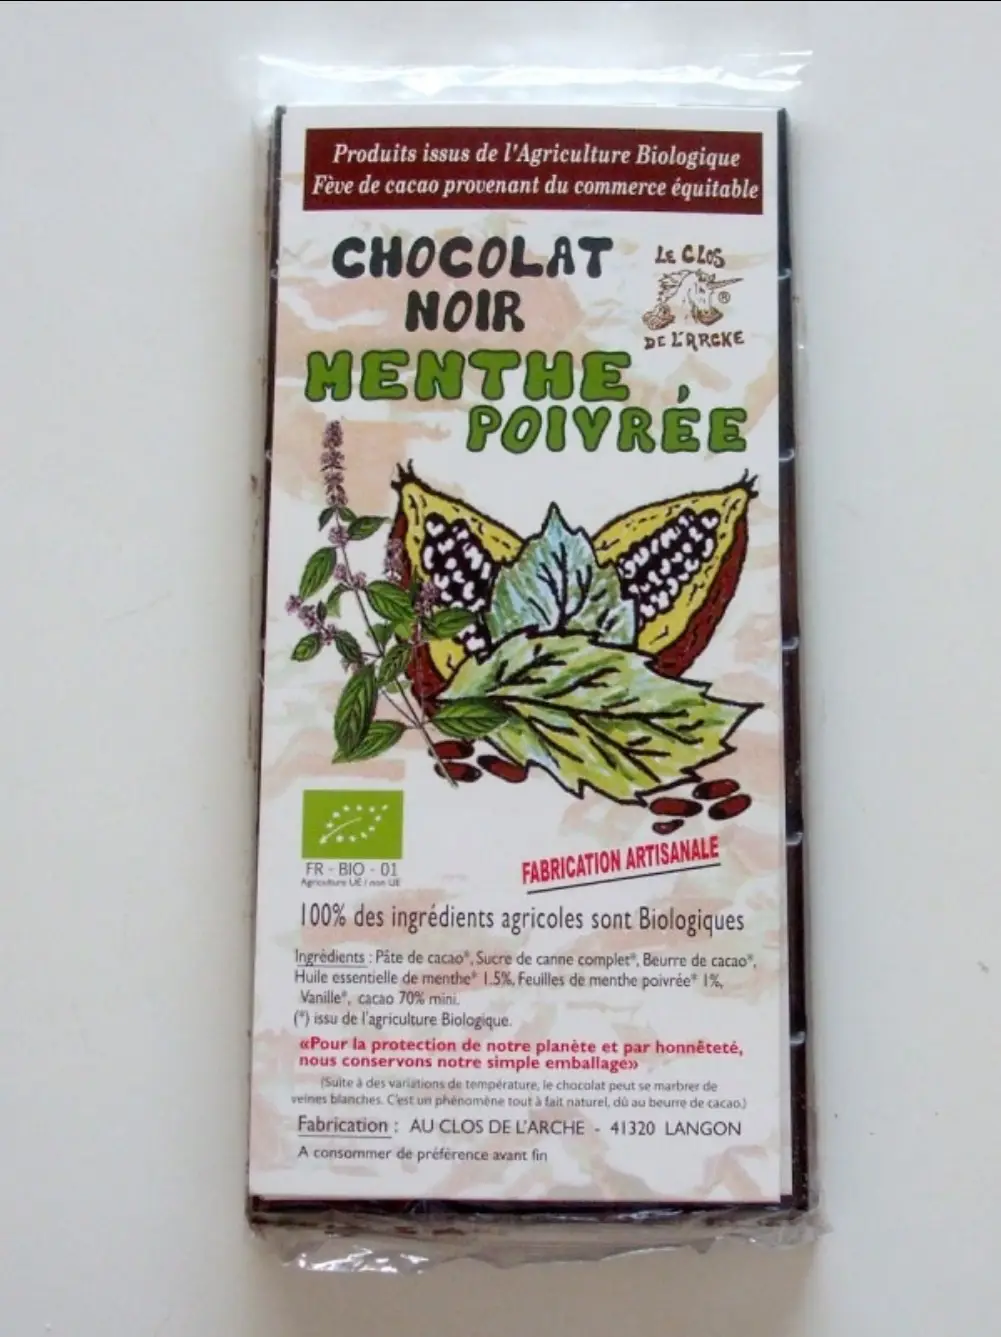 Produits issus de l'Agriculture Biologique
Fève de cacao provenant du commerce équitable
CHOCOLAT
NOIR
LE CLOS
®
DE L'ARCHE
MENTHE
POIVRÉE
FR - BIO - 01
Agriculture UE / non UE
FABRICATION ARTISANALE
100% des ingrédients agricoles sont Biologiques
Ingrédients : Pâte de cacao*, Sucre de canne complet*, Beurre de cacao*,
Huile essentielle de menthe* 1.5%, Feuilles de menthe poivrée* 1%,
Vanille*, cacao 70% mini.
(*) issu de l'agriculture Biologique.
«Pour la protection de notre planète et par honnêteté,
nous conservons notre simple emballage»
(Suite à des variations de température, le chocolat peut se marbrer de
veines blanches. C'est un phénomène tout à fait naturel, dû au beurre de cacao.)
Fabrication : AU CLOS DE L'ARCHE - 41320 LANGON
A consommer de préférence avant fin